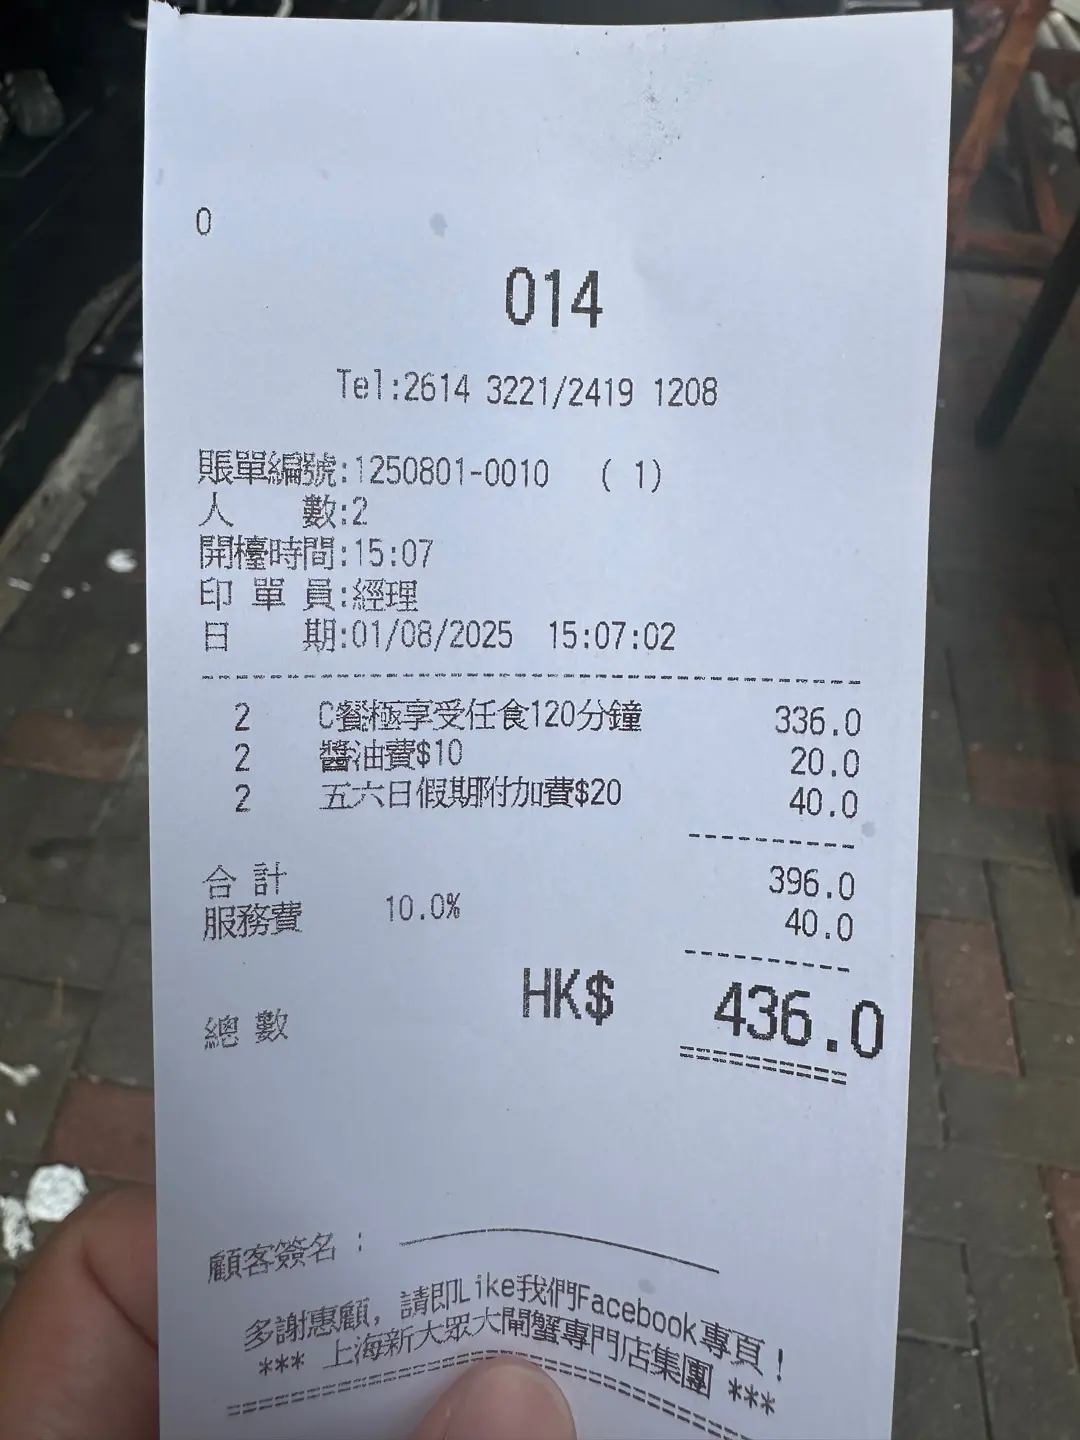 0
014
Tel:2614 3221/2419 1208
賬單編號:1250801-0010 ( 1)
人 數:2
開檯時間:15:07
印 單 員:經理
日 期:01/08/2025 15:07:02
2 C餐極享受任食120分鐘 336.0
2 醬油費$10 20.0
2 五六日假期附加費$20 40.0
合 計 396.0
服務費 10.0% 40.0
總 數 HK$ 436.0
顧客簽名 :
多謝惠顧, 請即Like我們Facebook專頁!
*** 上海新大眾大閘蟹專門店集團 ***